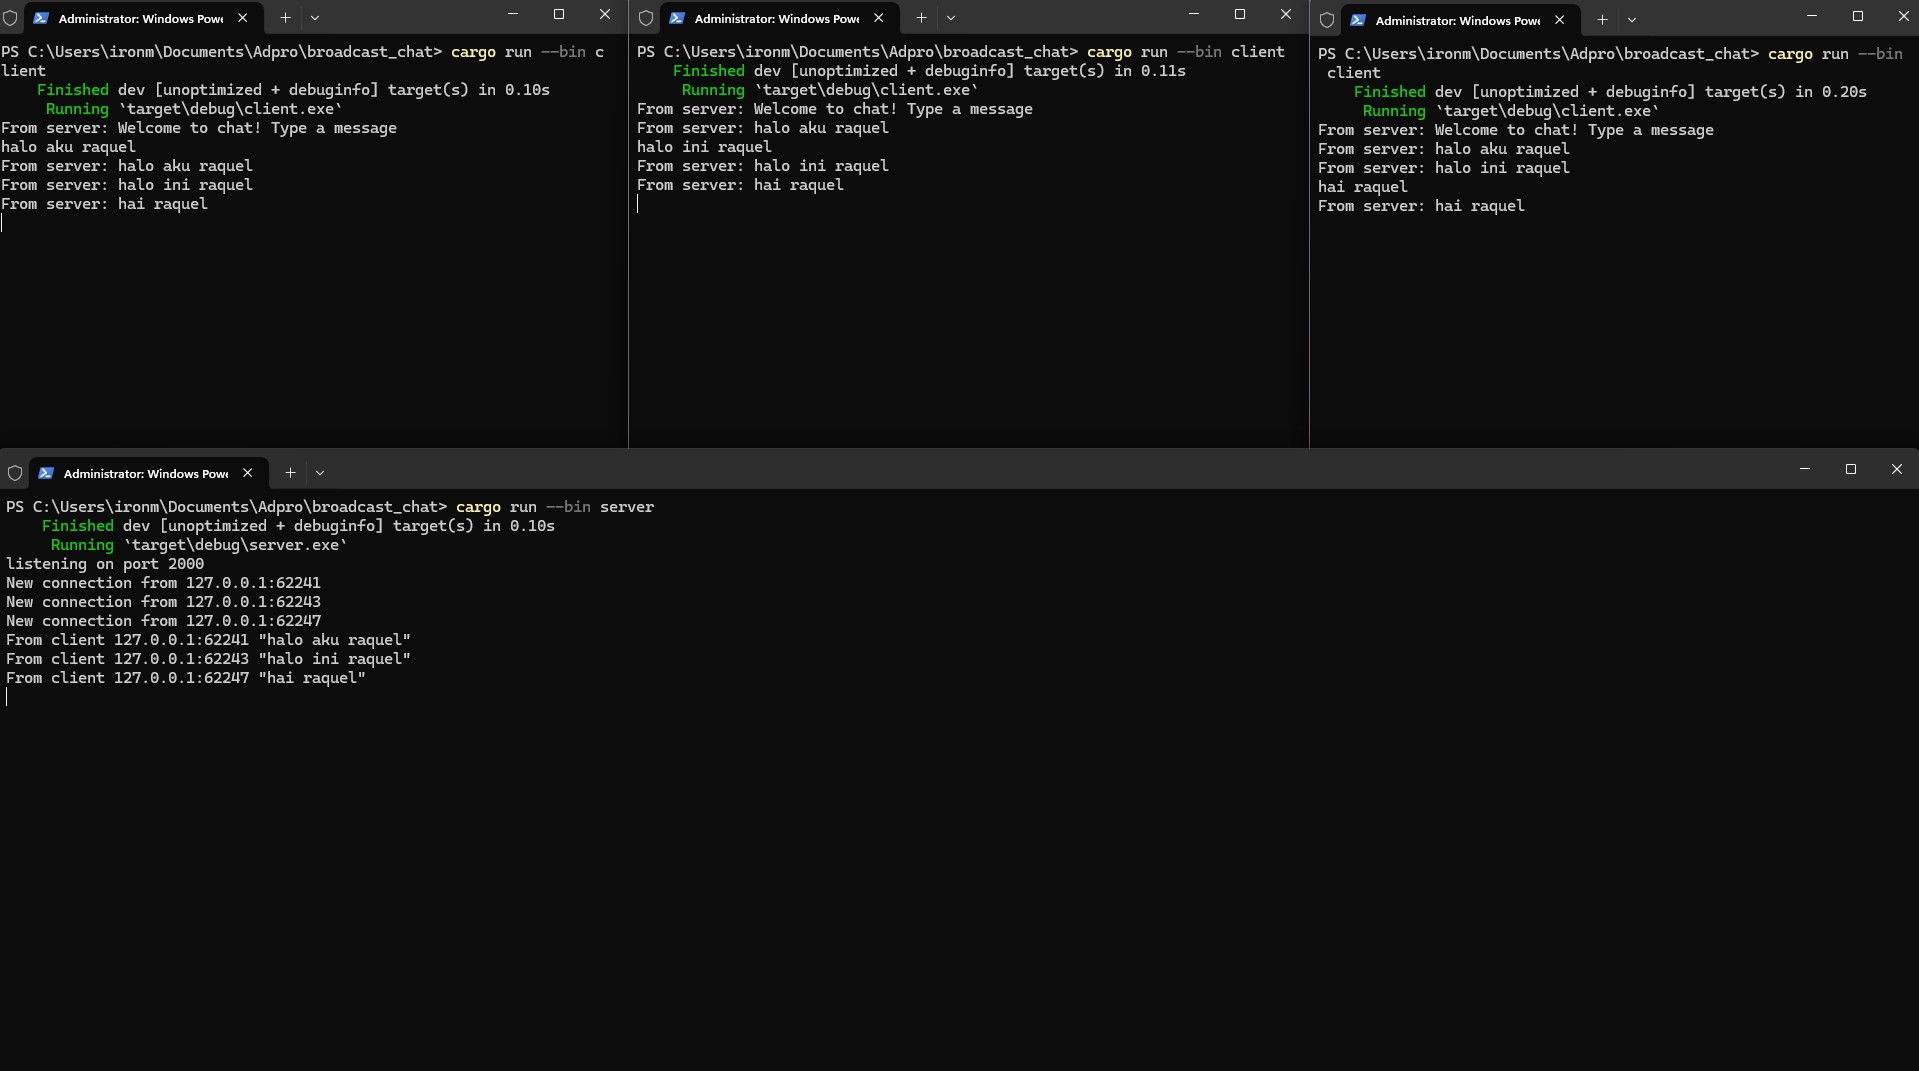 Administrator: Windows Powe
PS C:\Users\ironm\Documents\Adpro\broadcast_chat> cargo run --bin c
lient
Finished dev [unoptimized + debuginfo] target(s) in 0.10s
Running `target\debug\client.exe`
From server: Welcome to chat! Type a message
halo aku raquel
From server: halo aku raquel
From server: halo ini raquel
From server: hai raquel
Administrator: Windows Powe
PS C:\Users\ironm\Documents\Adpro\broadcast_chat> cargo run --bin client
Finished dev [unoptimized + debuginfo] target(s) in 0.11s
Running `target\debug\client.exe`
From server: Welcome to chat! Type a message
From server: halo aku raquel
halo ini raquel
From server: halo ini raquel
From server: hai raquel
Administrator: Windows Powe
PS C:\Users\ironm\Documents\Adpro\broadcast_chat> cargo run --bin
client
Finished dev [unoptimized + debuginfo] target(s) in 0.20s
Running `target\debug\client.exe`
From server: Welcome to chat! Type a message
From server: halo aku raquel
From server: halo ini raquel
hai raquel
From server: hai raquel
Administrator: Windows Powe
PS C:\Users\ironm\Documents\Adpro\broadcast_chat> cargo run --bin server
Finished dev [unoptimized + debuginfo] target(s) in 0.10s
Running `target\debug\server.exe`
listening on port 2000
New connection from 127.0.0.1:62241
New connection from 127.0.0.1:62243
New connection from 127.0.0.1:62247
From client 127.0.0.1:62241 "halo aku raquel"
From client 127.0.0.1:62243 "halo ini raquel"
From client 127.0.0.1:62247 "hai raquel"